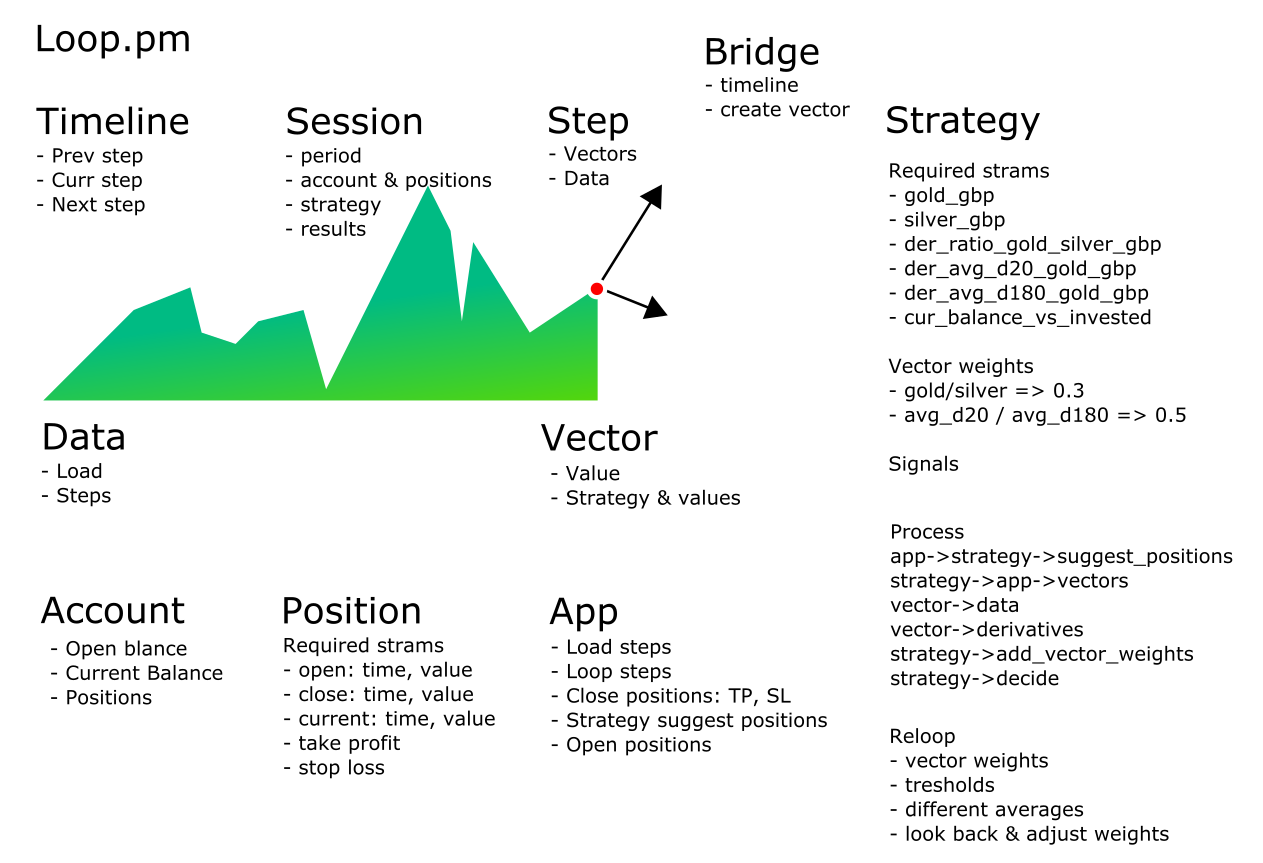 Loop.pm
Timeline
- Prev step
- Curr step
- Next step
Session
- period
- account & positions
- strategy
- results
Step
- Vectors
- Data
Bridge
- timeline
- create vector
Data
- Load
- Steps
Vector
- Value
- Strategy & values
Account
- Open blance
- Current Balance
- Positions
Position
Required strams
- open: time, value
- close: time, value
- current: time, value
- take profit
- stop loss
App
- Load steps
- Loop steps
- Close positions: TP, SL
- Strategy suggest positions
- Open positions
Strategy
Required strams
- gold_gbp
- silver_gbp
- der_ratio_gold_silver_gbp
- der_avg_d20_gold_gbp
- der_avg_d180_gold_gbp
- cur_balance_vs_invested
Vector weights
- gold/silver => 0.3
- avg_d20 / avg_d180 => 0.5
Signals
Process
app->strategy->suggest_positions
strategy->app->vectors
vector->data
vector->derivatives
strategy->add_vector_weights
strategy->decide
Reloop
- vector weights
- tresholds
- different averages
- look back & adjust weights